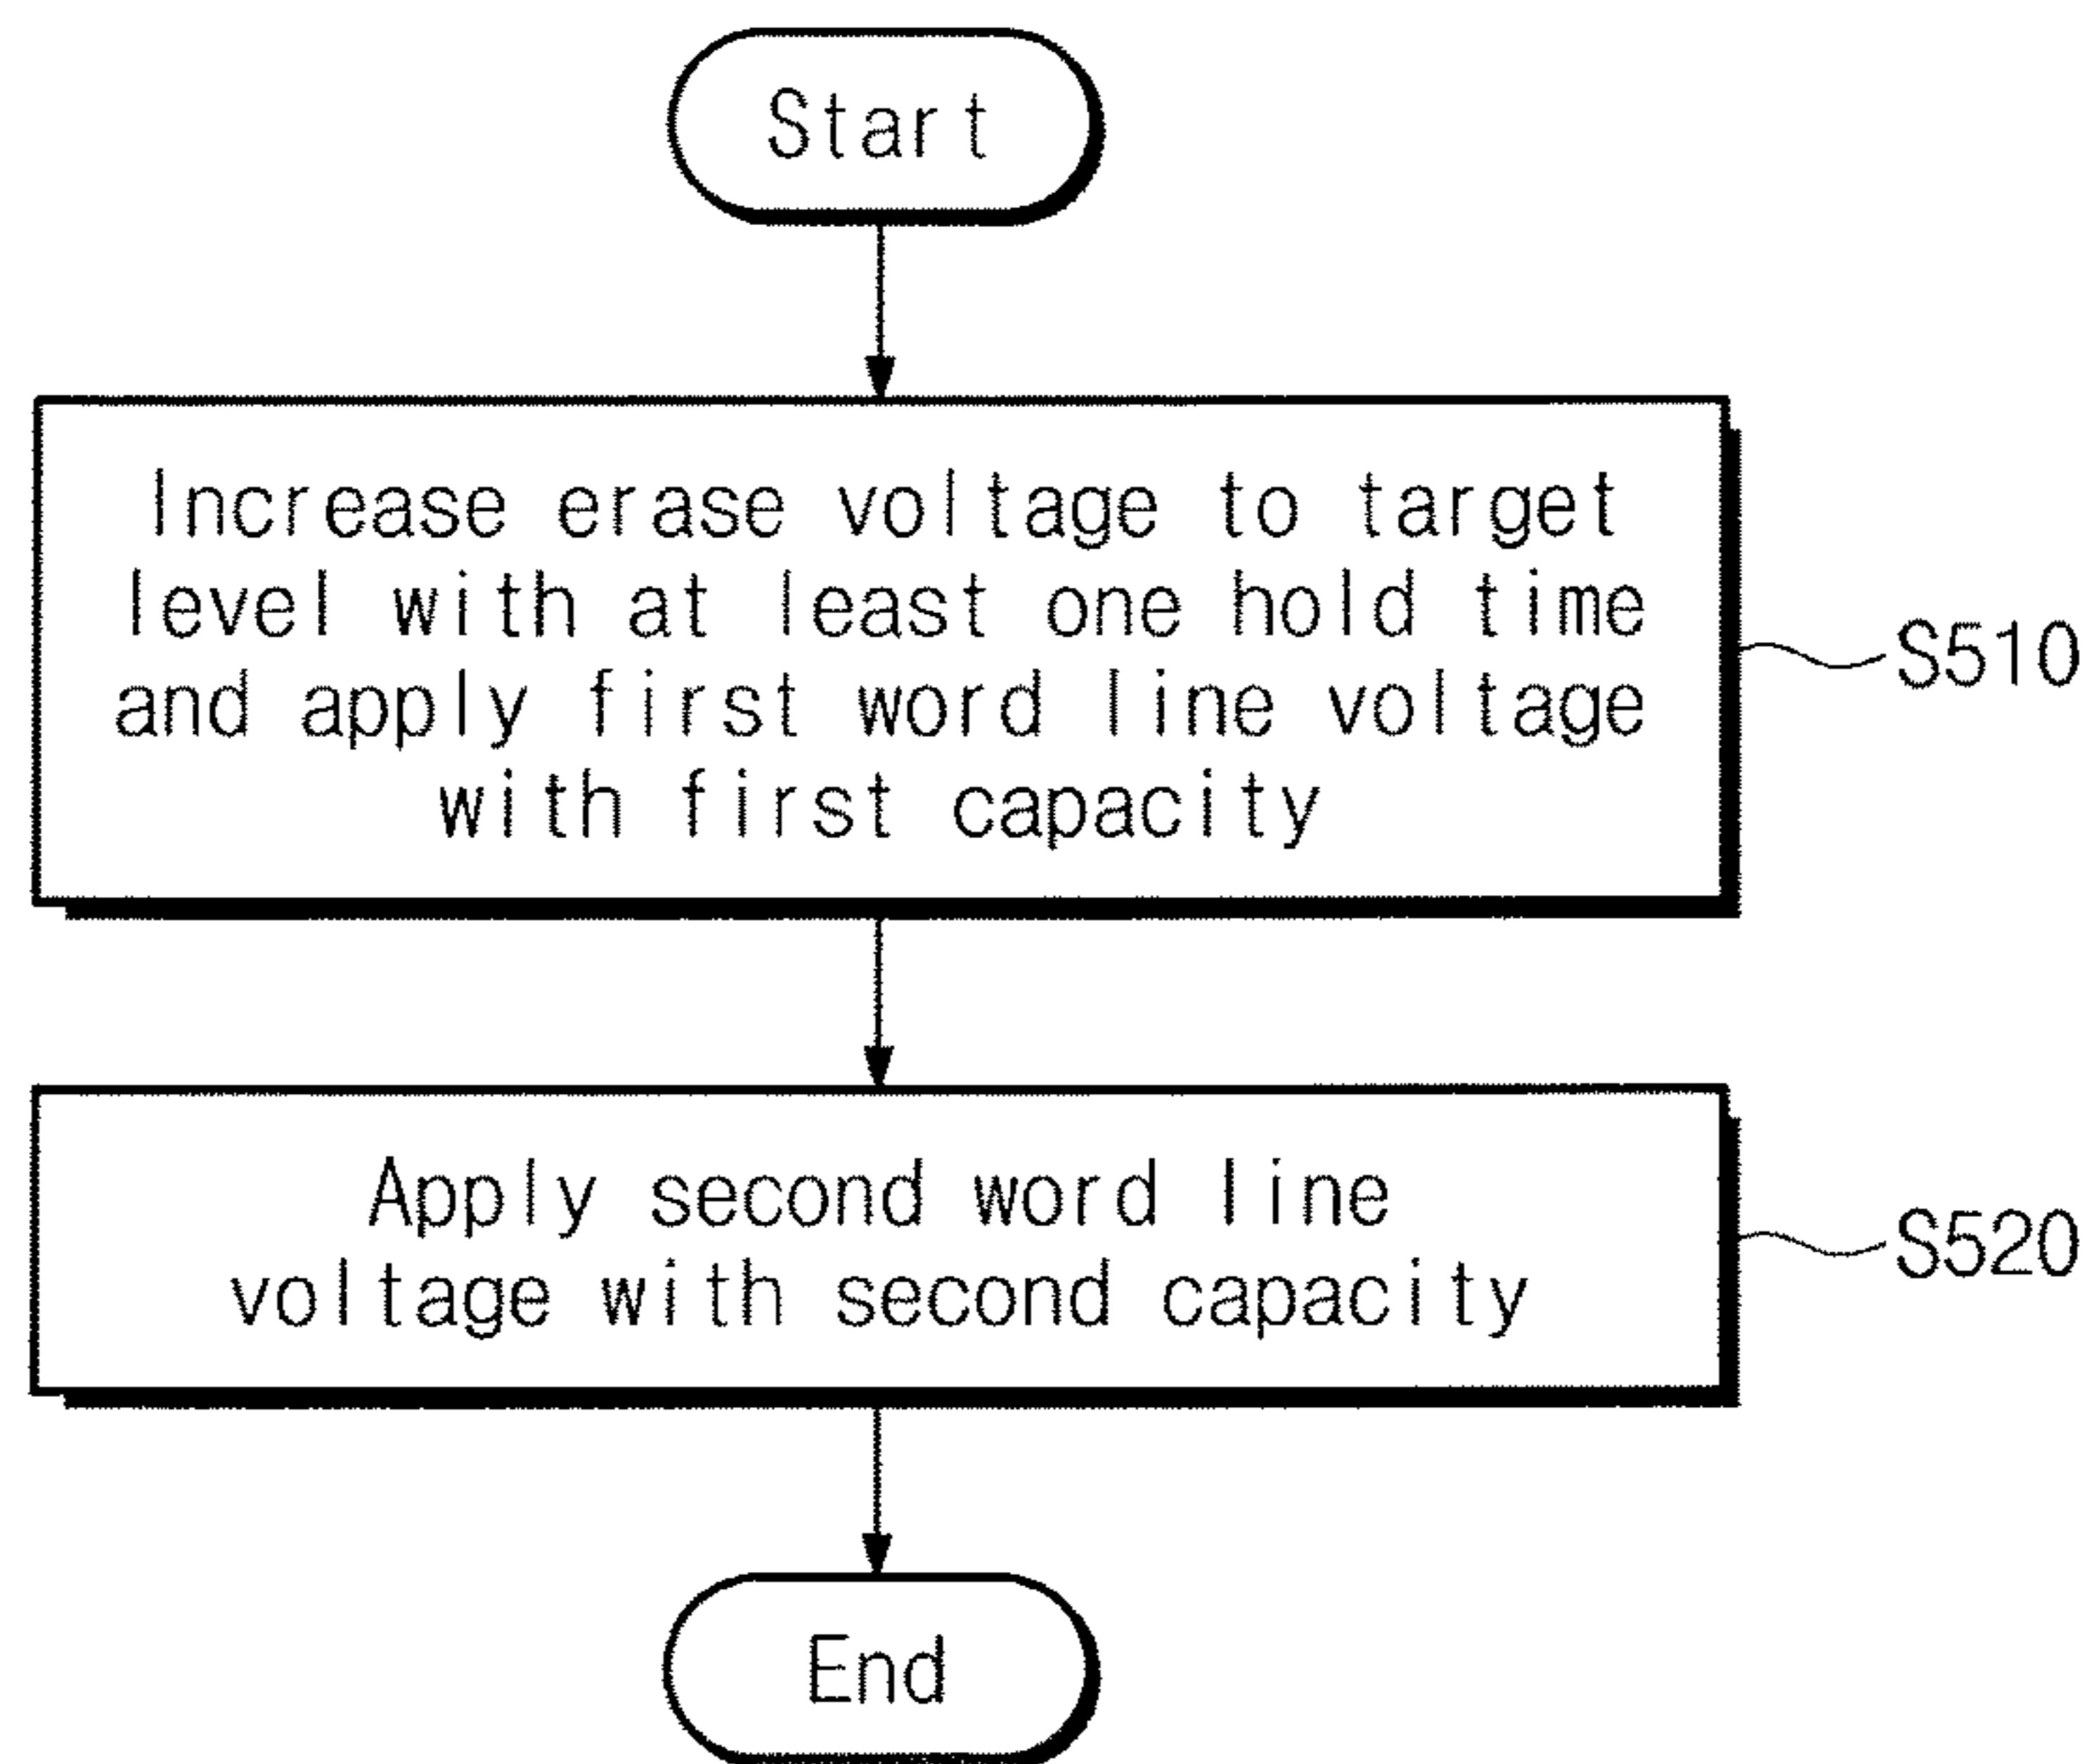 Start
Increase erase voltage to target
level with at least one hold time
and apply first word line voltage
with first capacity
S510
Apply second word line
voltage with second capacity
S520
End